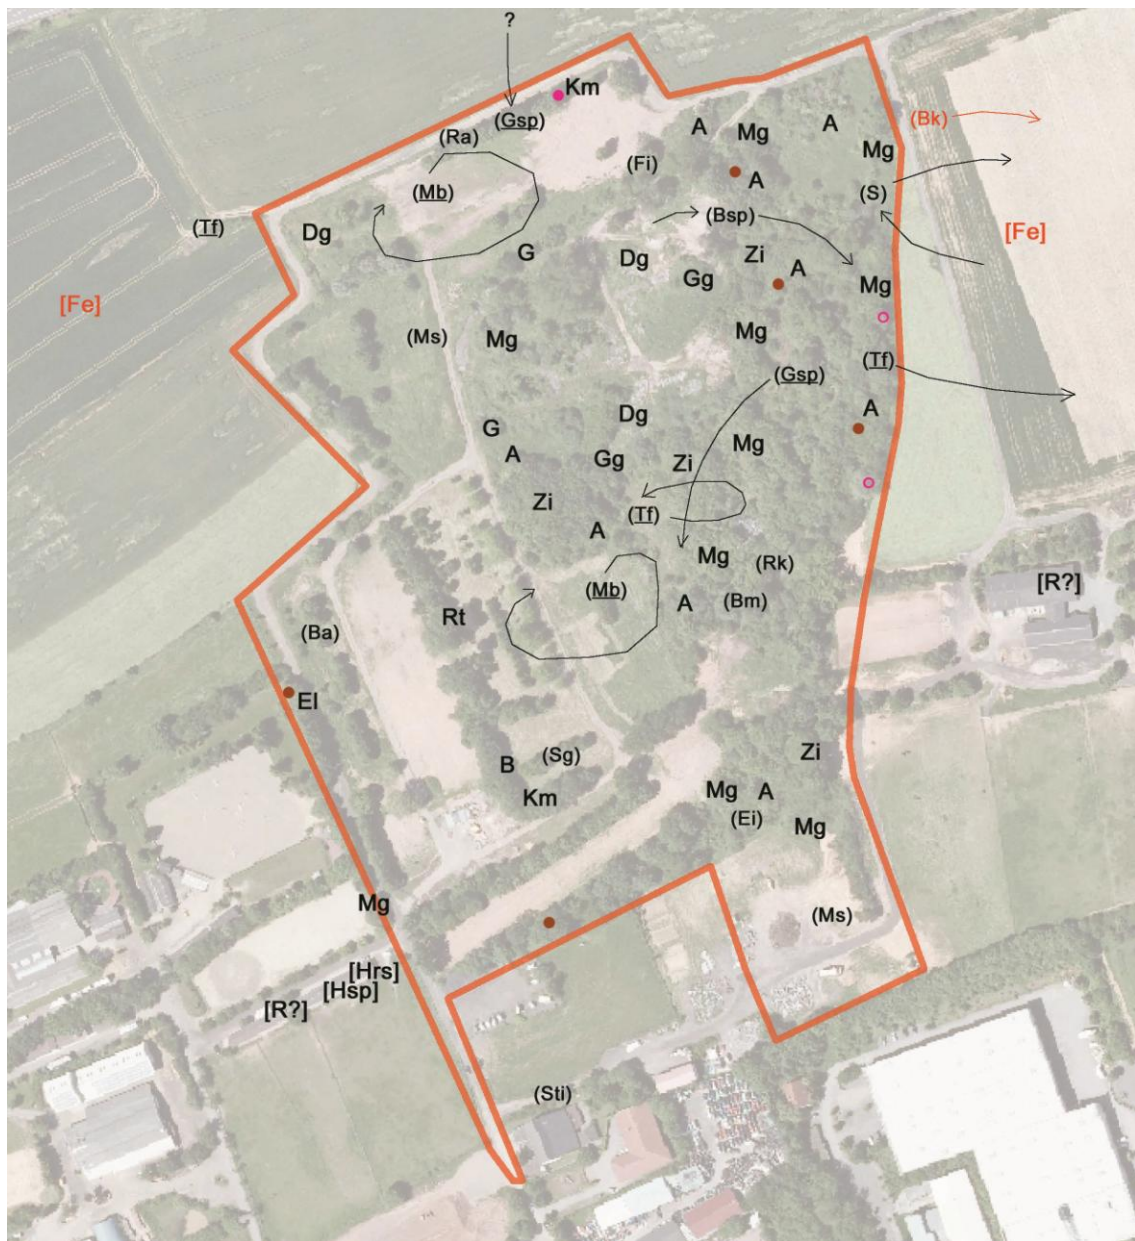 ?
Km
(Gsp)
(Bk)
(Ra)
A
Mg
A
Mg
(Fi)
A
(Mb)
(S)
(Bsp)
(Tf)
Dg
[Fe]
G
Zi
A
Dg
Gg
Mg
[Fe]
(Ms)
Mg
Mg
(Tf)
(Gsp)
A
Dg
G
Mg
A
Gg
Zi
Zi
(Tf)
A
Mg
(Rk)
[R?]
(Mb)
A
(Bm)
Rt
(Ba)
El
Zi
B
(Sg)
Km
Mg
A
(Ei)
Mg
Mg
(Ms)
[Hrs]
[Hsp]
[R?]
(Sti)